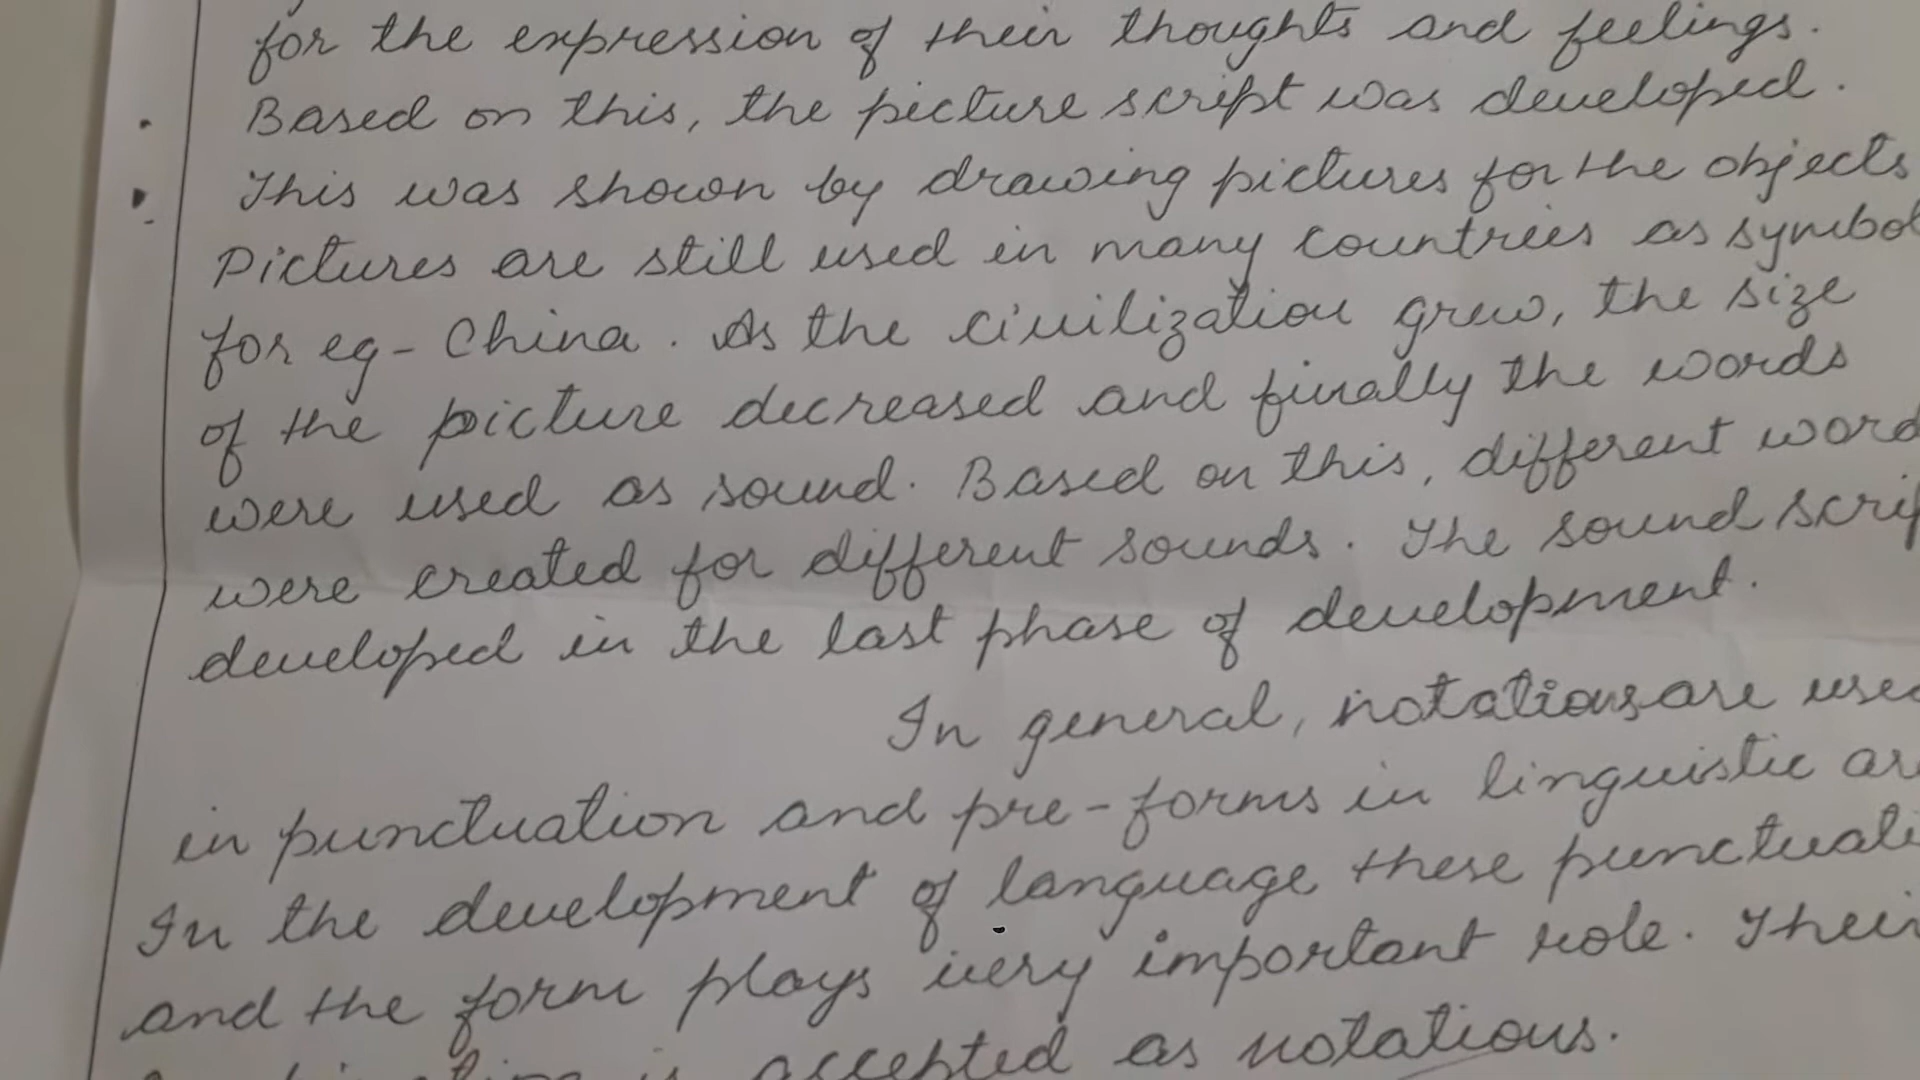 for the expression of their thoughts and feelings.
Based on this, the picture script was developed.
This was shown by drawing pictures for the objects
Pictures are still used in many countries as symbol
for eg - China. As the civilization grew, the size
of the picture decreased and finally the words
were used as sound. Based on this, different word
were created for different sounds. The sound scrip
developed in the last phase of development.
In general, notations are used
in punctuation and pre-forms in linguistic ar
In the development of language these punctuati
and the form plays very important role. Their
is accepted as notations.